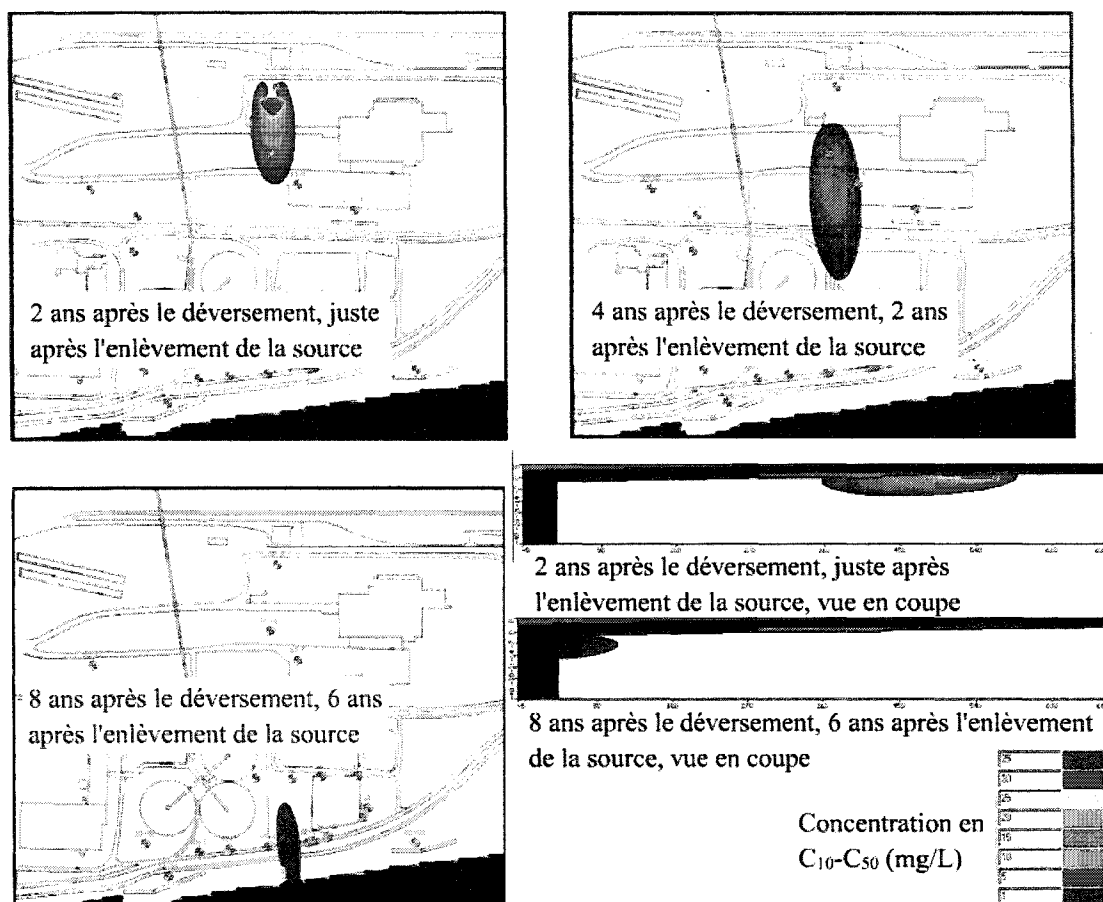 2 ans après le déversement, juste
après l'enlèvement de la source
4 ans après le déversement, 2 ans
après l'enlèvement de la source
8 ans après le déversement, 6 ans
après l'enlèvement de la source
2 ans après le déversement, juste après
l'enlèvement de la source, vue en coupe
8 ans après le déversement, 6 ans après l'enlèvement
de la source, vue en coupe
Concentration en
C10-C50 (mg/L)